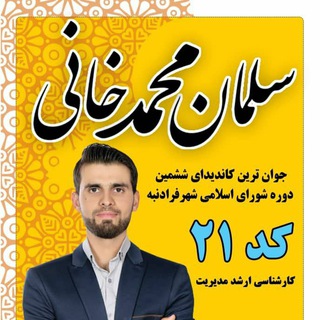 سلمان محمدخانی
جوان ترین کاندیدای ششمین
دوره شورای اسلامی شهرفرادنبه
کد ۲۱
کارشناسی ارشد مدیریت